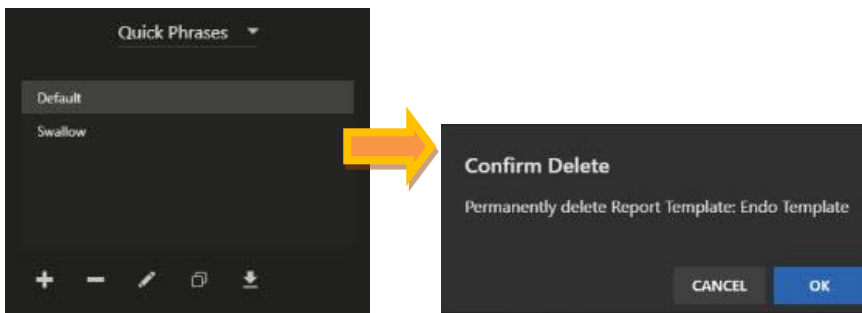 Quick Phrases
Default
Swallow
Confirm Delete
Permanently delete Report Template: Endo Template
CANCEL
OK